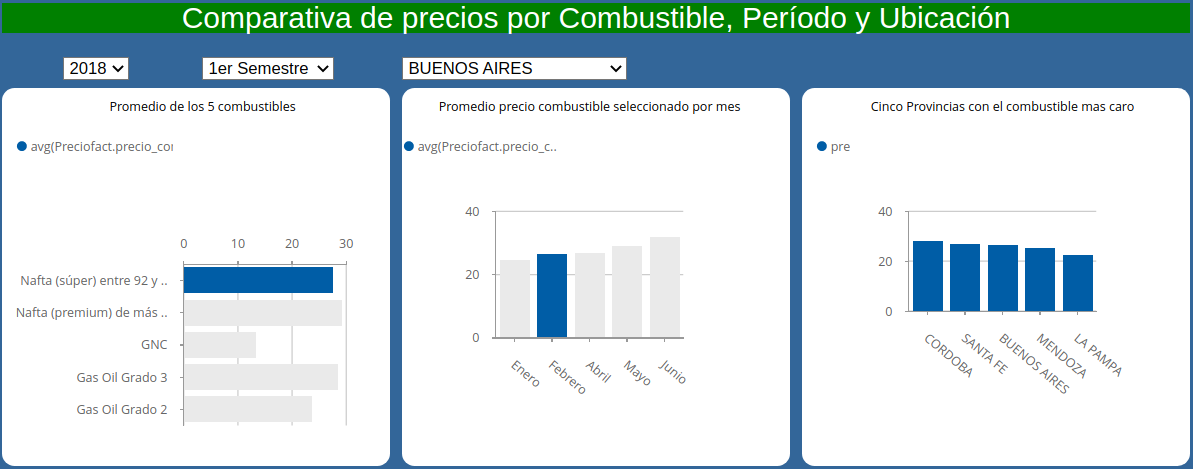 Comparativa de precios por Combustible, Período y Ubicación
2018 1er Semestre BUENOS AIRES
Promedio de los 5 combustibles
avg(Preciofact.precio_cor
0 10 20 30
Nafta (súper) entre 92 y ..
Nafta (premium) de más ..
GNC
Gas Oil Grado 3
Gas Oil Grado 2
Promedio precio combustible seleccionado por mes
avg(Preciofact.precio_c..
40
20
0
Enero Febrero Abril Mayo Junio
Cinco Provincias con el combustible mas caro
pre
40
20
0
CORDOBA SANTA FE BUENOS AIRES MENDOZA LA PAMPA